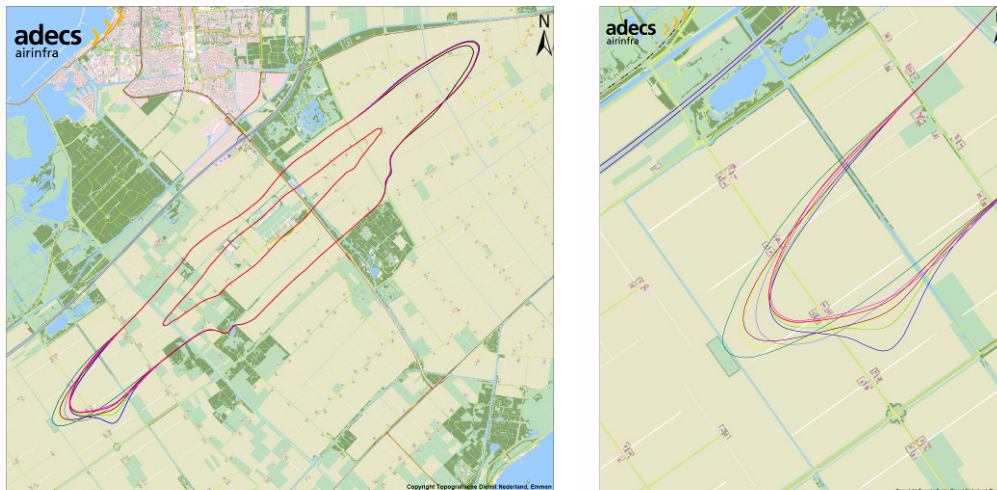 adecs
airinfra
N
Copyright Topografische Dienst Nederland, Emmen
adecs
airinfra